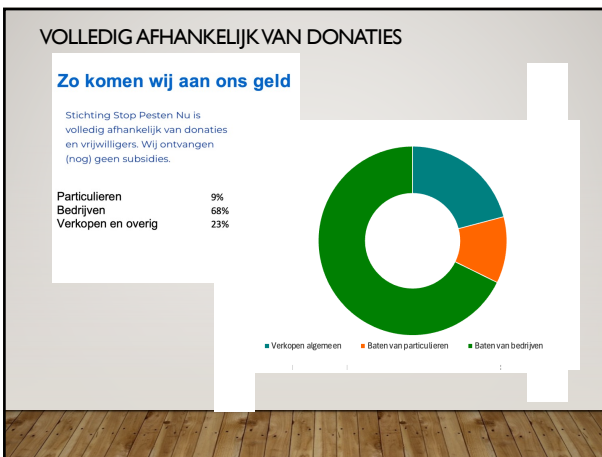 VOLLEDIG AFHANKELIJK VAN DONATIES
Zo komen wij aan ons geld
Stichting Stop Pesten Nu is
volledig afhankelijk van donaties
en vrijwilligers. Wij ontvangen
(nog) geen subsidies.
Particulieren 9%
Bedrijven 68%
Verkopen en overig 23%
Verkopen algemeen Baten van particulieren Baten van bedrijven